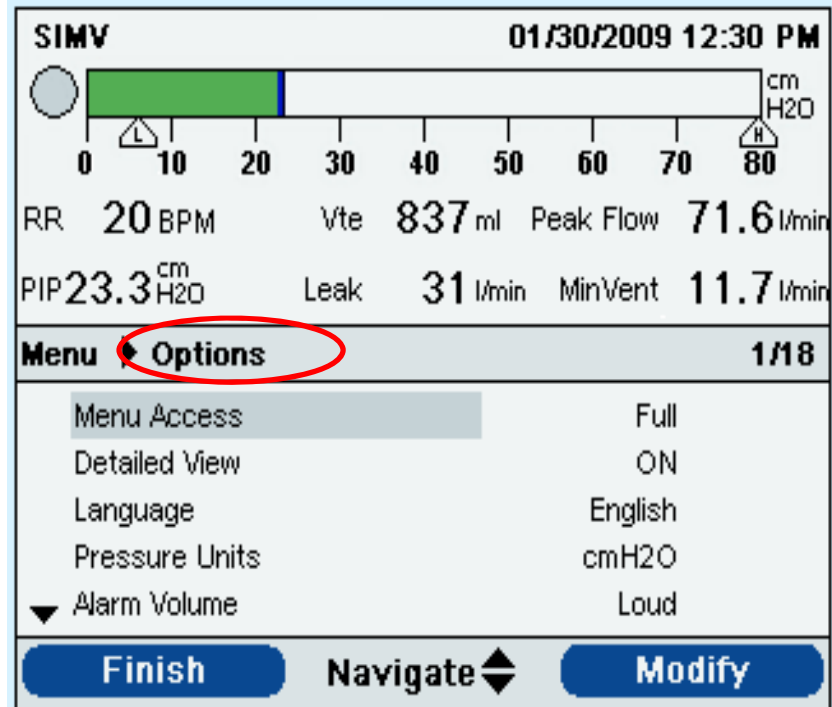 SIMV 01/30/2009 12:30 PM
cm
H2O
L H
0 10 20 30 40 50 60 70 80
RR 20 BPM Vte 837 ml Peak Flow 71.6 l/min
PIP 23.3 cm H2O Leak 31 l/min MinVent 11.7 l/min
Menu Options 1/18
Menu Access Full
Detailed View ON
Language English
Pressure Units cmH2O
Alarm Volume Loud
Finish Navigate Modify